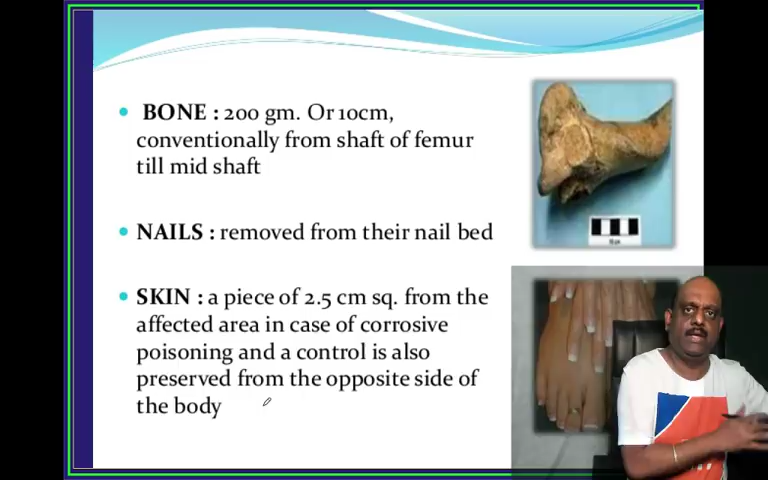 BONE : 200 gm. Or 10cm,
conventionally from shaft of femur
till mid shaft
NAILS : removed from their nail bed
SKIN : a piece of 2.5 cm sq. from the
affected area in case of corrosive
poisoning and a control is also
preserved from the opposite side of
the body